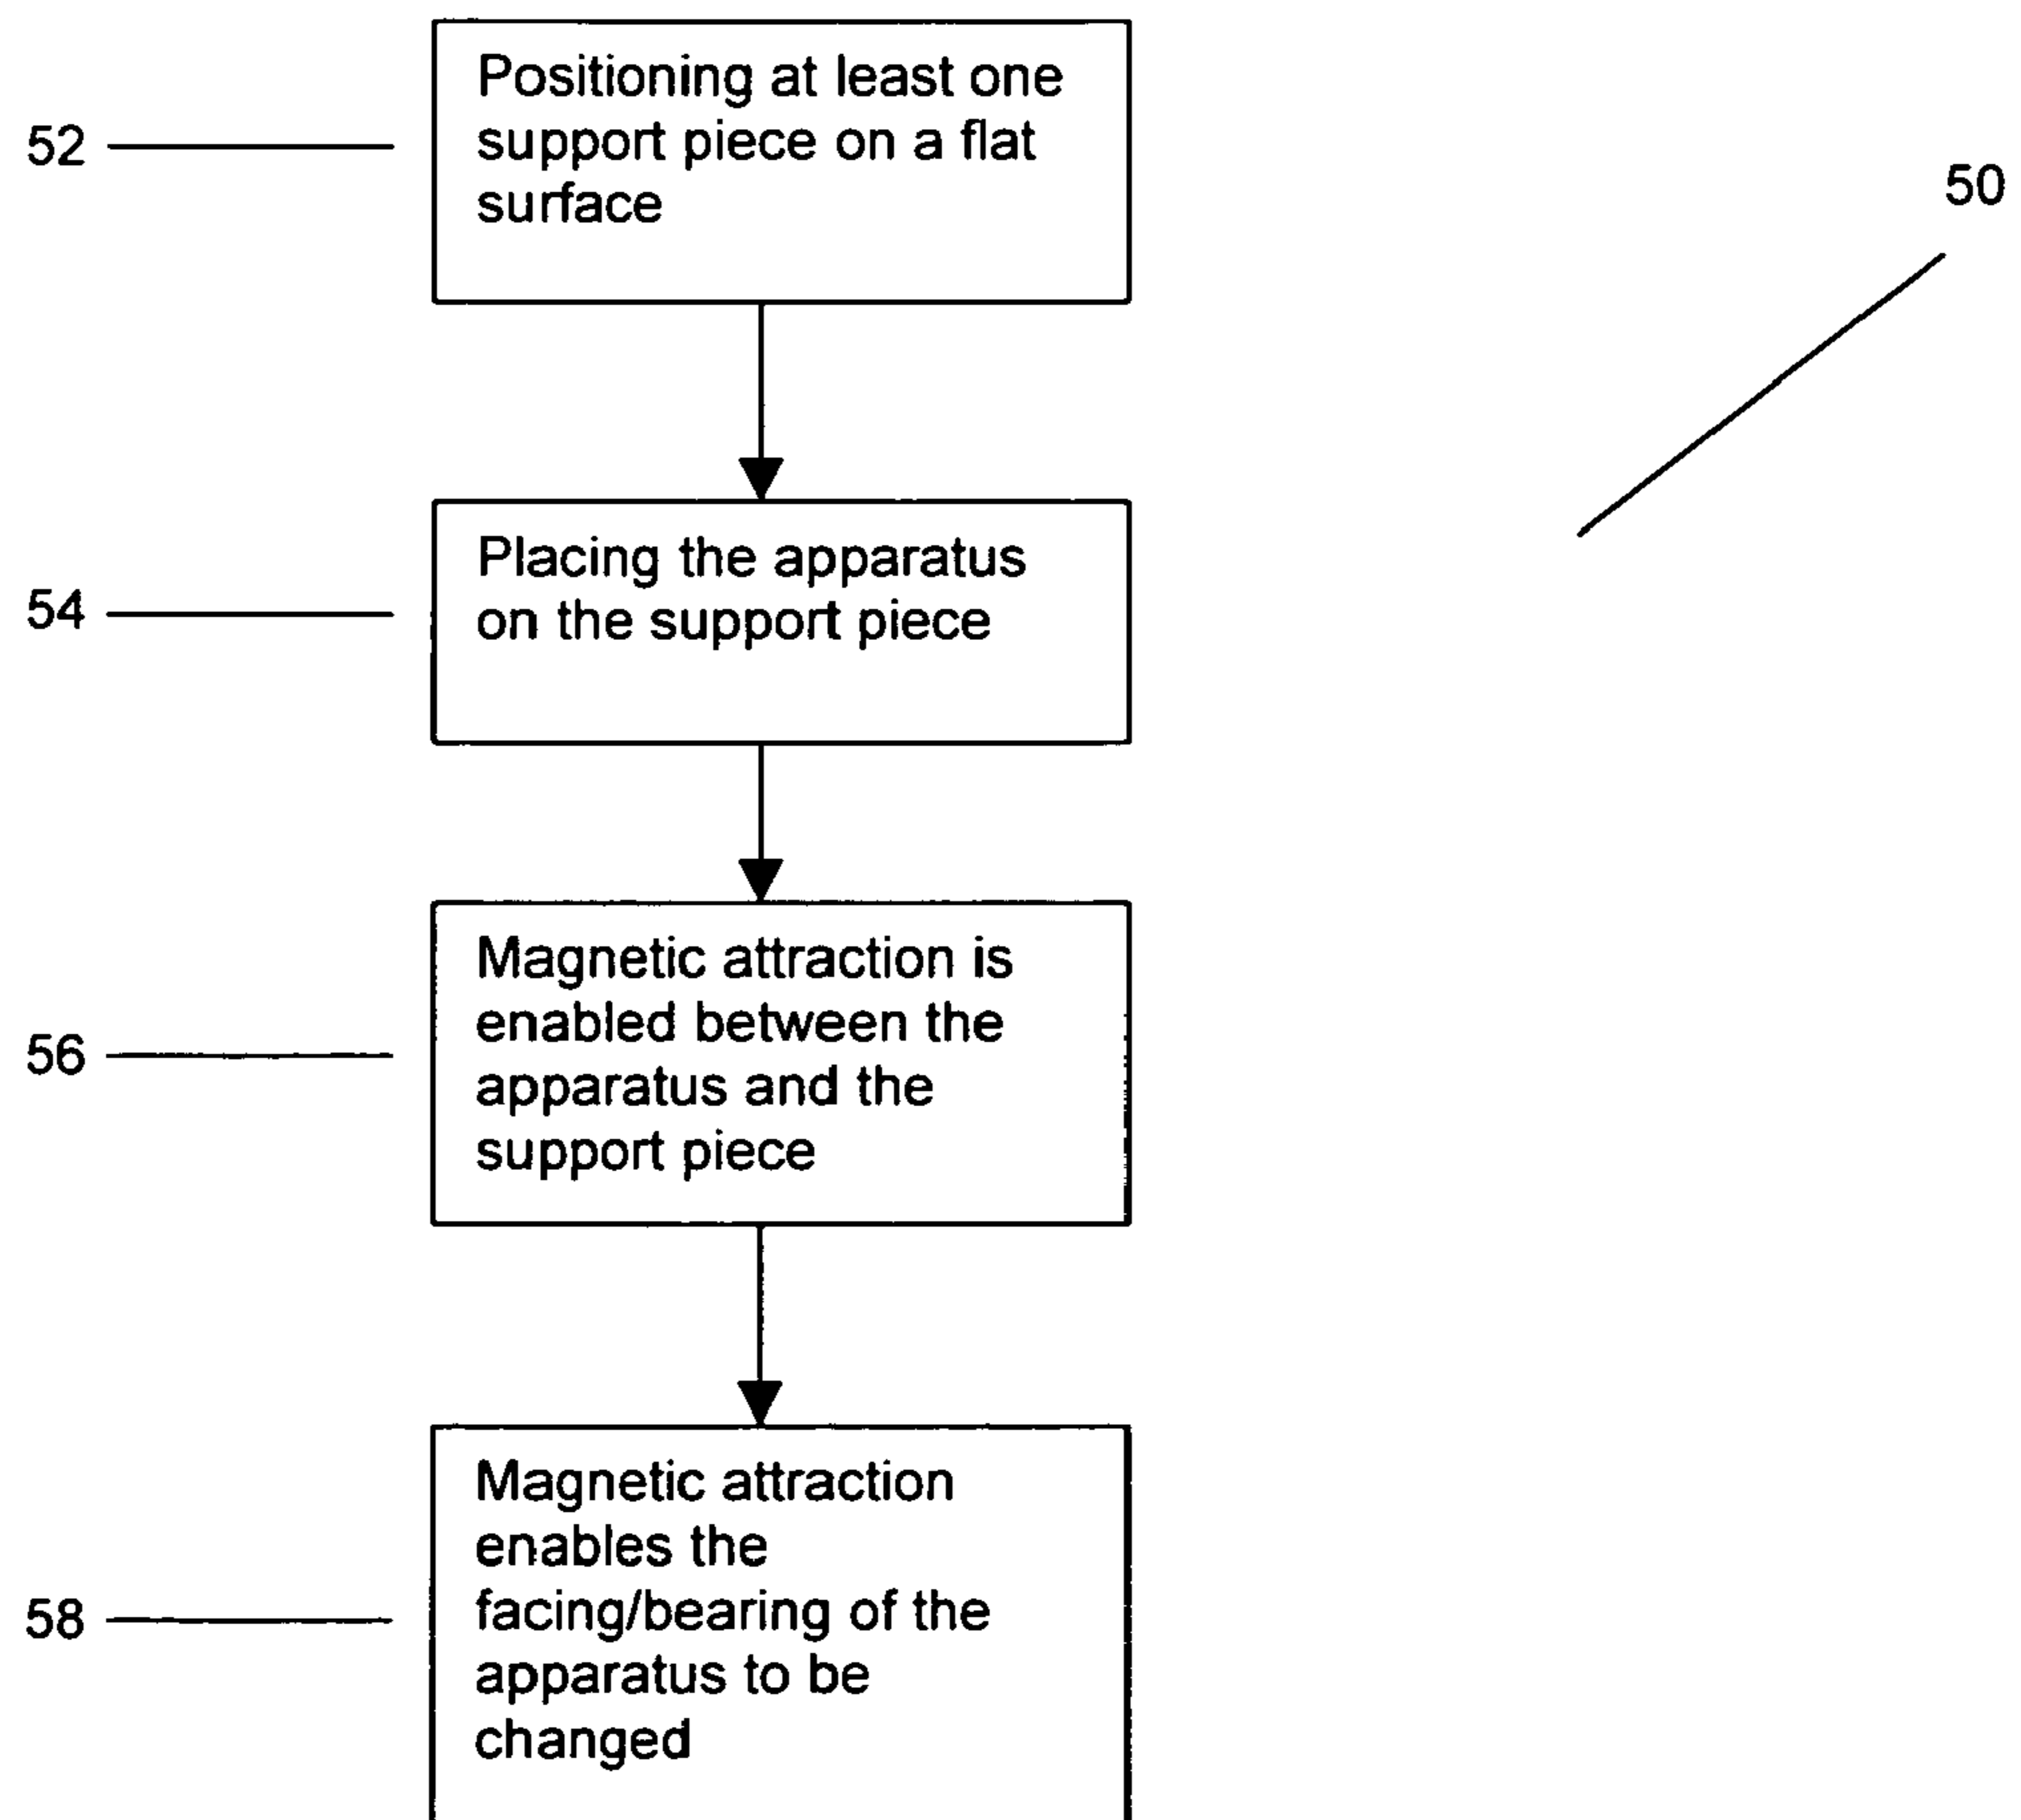 Positioning at least one
support piece on a flat
surface
52
50
Placing the apparatus
on the support piece
54
Magnetic attraction is
enabled between the
apparatus and the
support piece
56
Magnetic attraction
enables the
facing/bearing of the
apparatus to be
changed
58